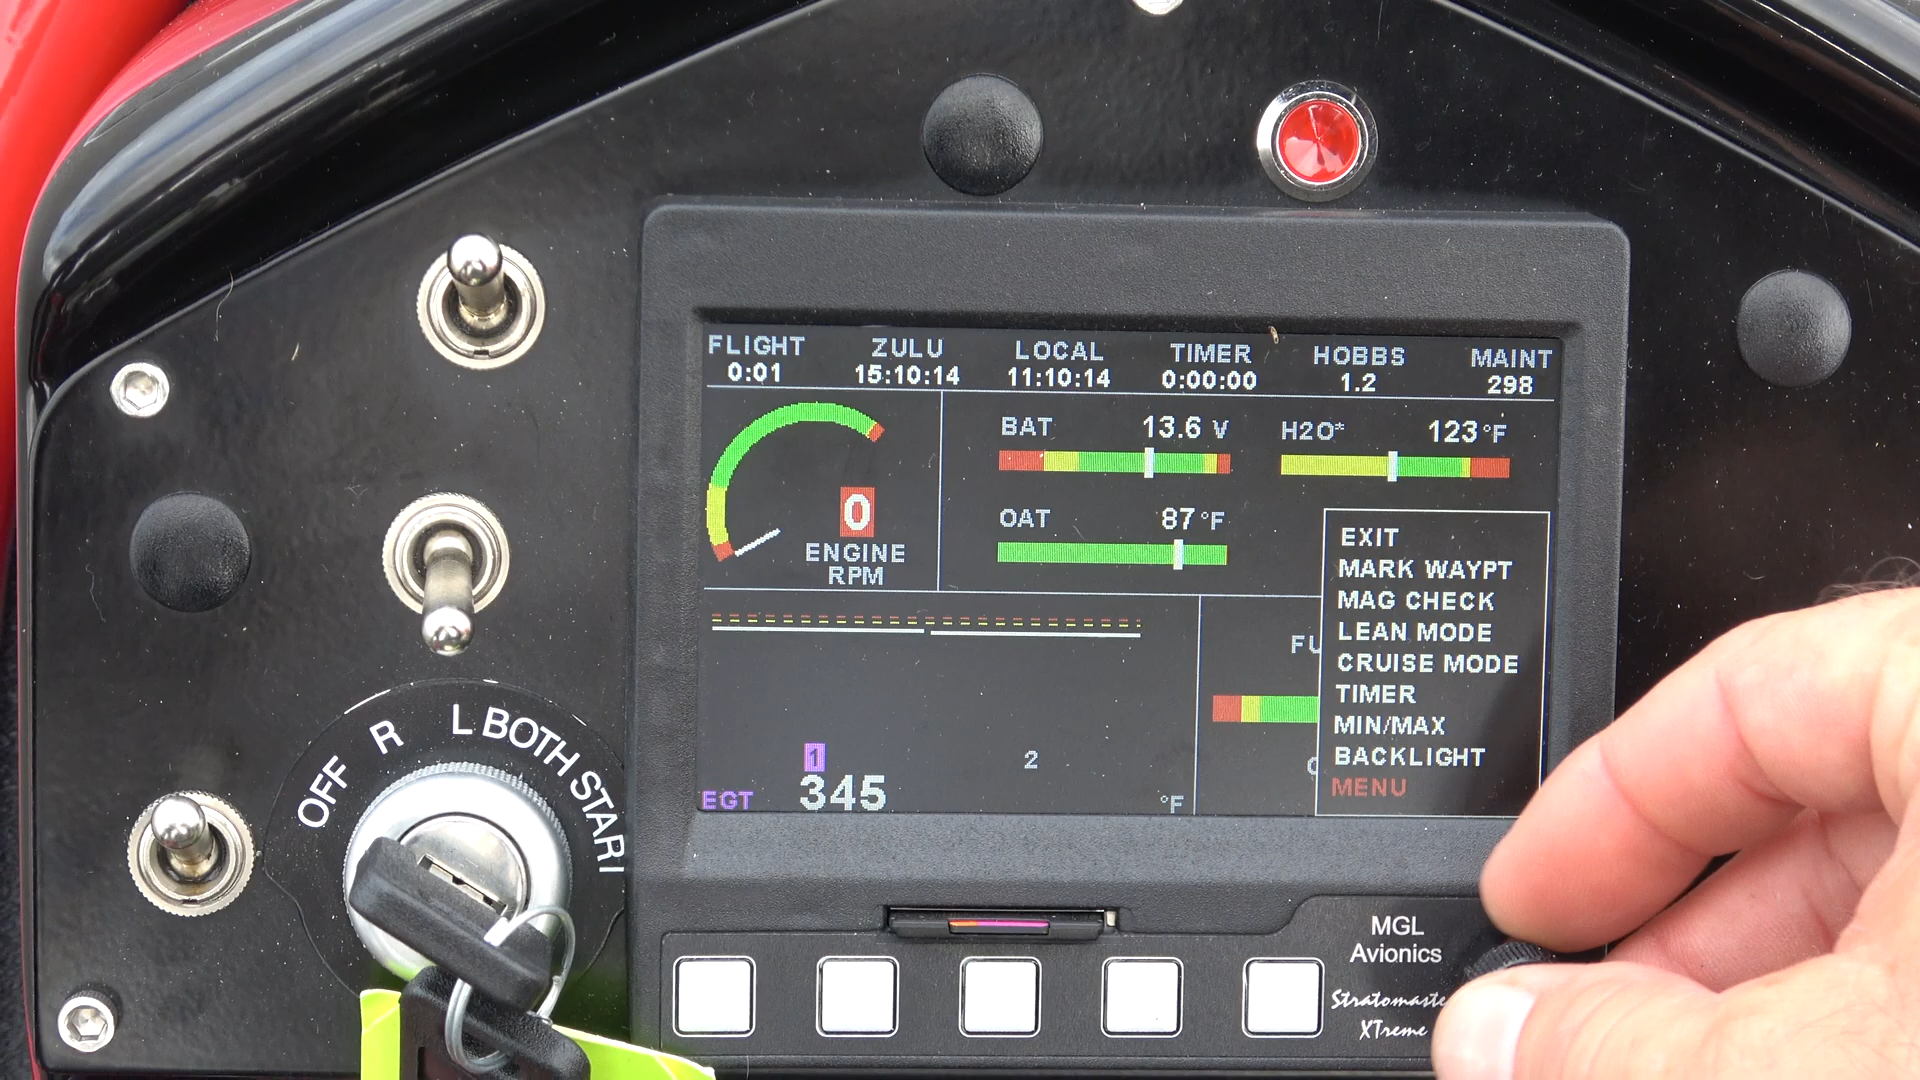 FLIGHT ZULU LOCAL TIMER HOBBS MAINT
0:01 15:10:14 11:10:14 0:00:00 1.2 298
BAT 13.6 V H2O* 123 °F
0
ENGINE
RPM
OAT 87 °F
EXIT
MARK WAYPT
MAG CHECK
LEAN MODE
CRUISE MODE
TIMER
MIN/MAX
BACKLIGHT
MENU
FU
1 2
EGT 345 °F
OFF R L BOTH START
MGL
Avionics
Stratomaste
XTreme